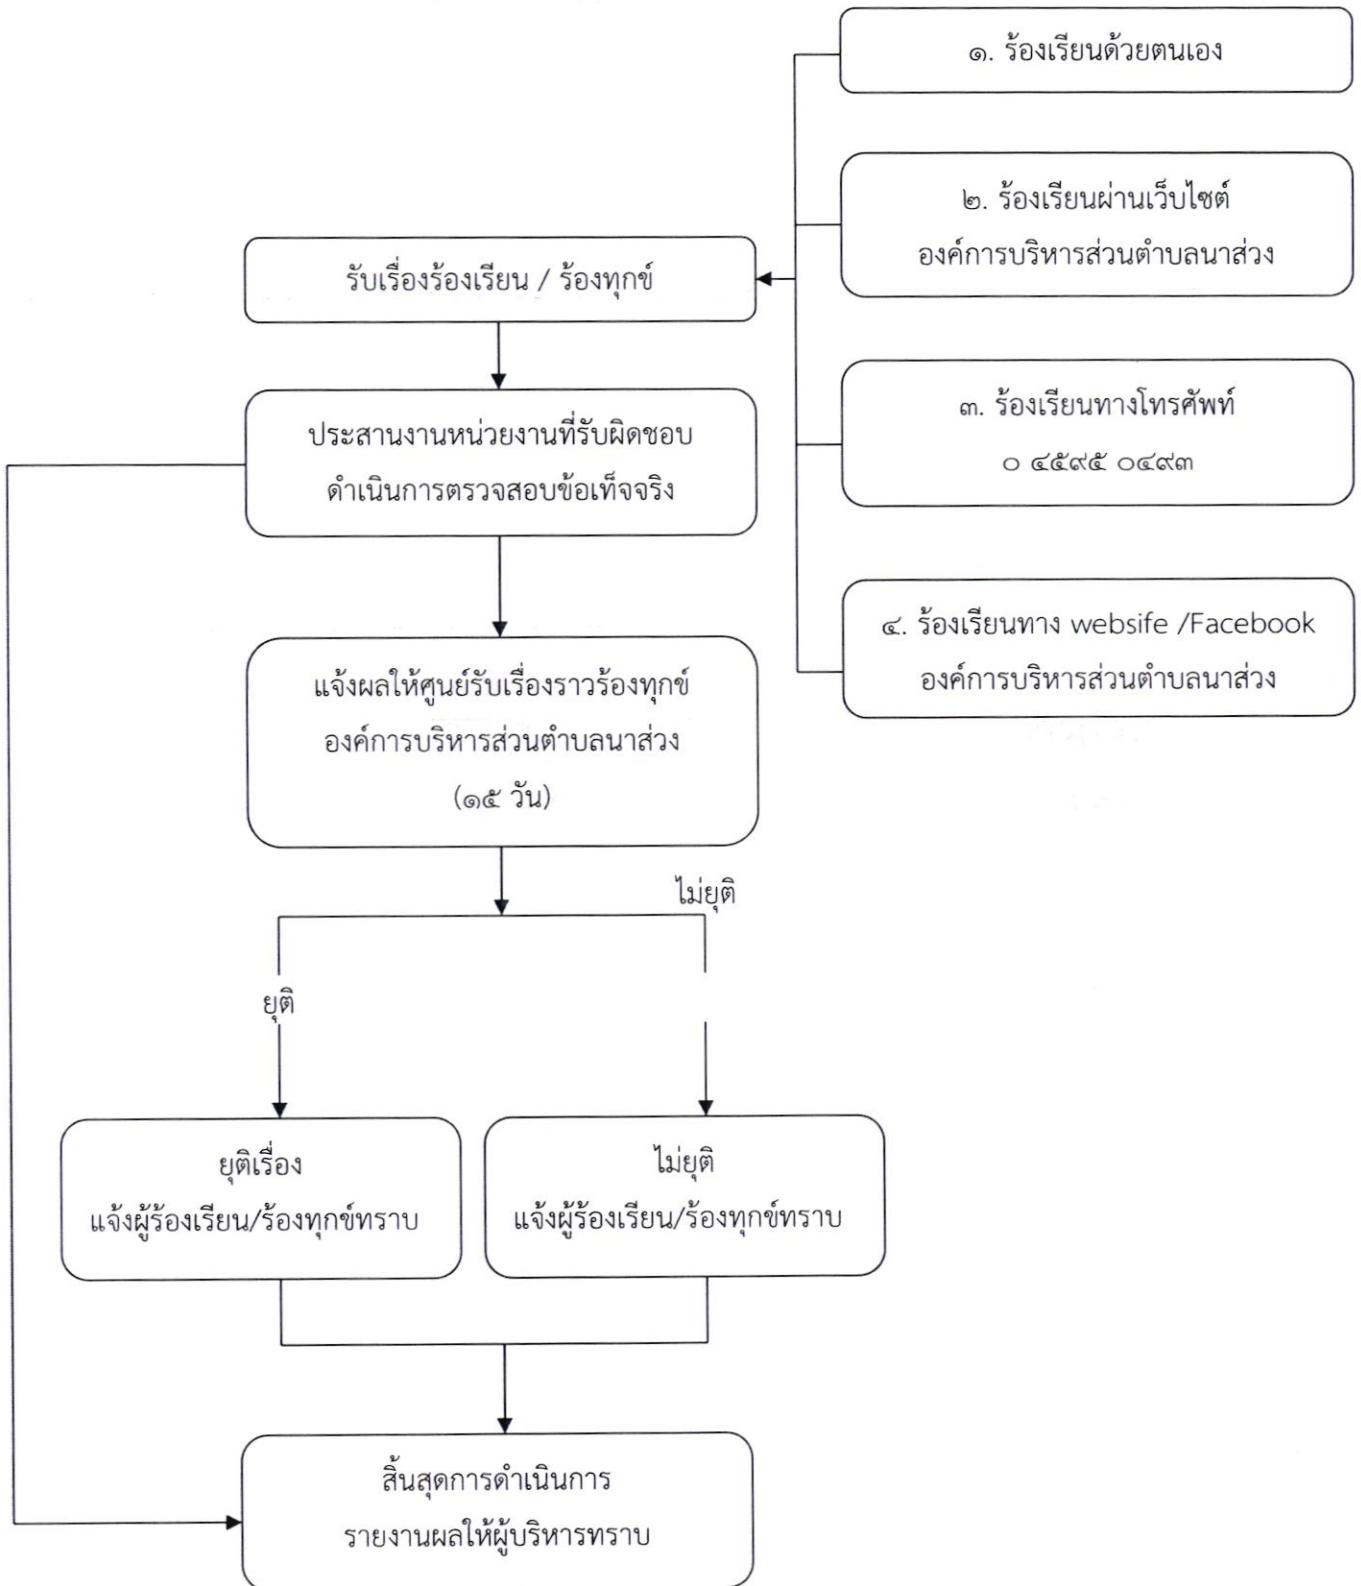 ๑. ร้องเรียนด้วยตนเอง
๒. ร้องเรียนผ่านเว็บไซต์
องค์การบริหารส่วนตำบลนาส่วง
๓. ร้องเรียนทางโทรศัพท์
๐ ๔๕๙๕ ๐๔๙๓
๔. ร้องเรียนทาง websife /Facebook
องค์การบริหารส่วนตำบลนาส่วง
รับเรื่องร้องเรียน / ร้องทุกข์
ประสานงานหน่วยงานที่รับผิดชอบ
ดำเนินการตรวจสอบข้อเท็จจริง
แจ้งผลให้ศูนย์รับเรื่องราวร้องทุกข์
องค์การบริหารส่วนตำบลนาส่วง
(๑๕ วัน)
ไม่ยุติ
ยุติ
ยุติเรื่อง
แจ้งผู้ร้องเรียน/ร้องทุกข์ทราบ
ไม่ยุติ
แจ้งผู้ร้องเรียน/ร้องทุกข์ทราบ
สิ้นสุดการดำเนินการ
รายงานผลให้ผู้บริหารทราบ